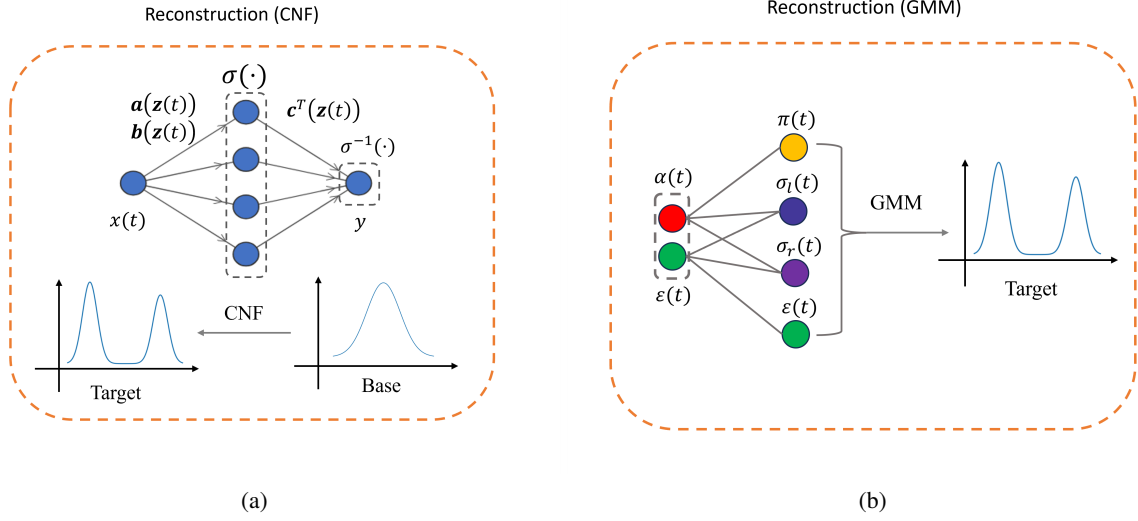 Reconstruction (CNF)
σ(·)
a(z(t))
b(z(t))
c^T(z(t))
σ^{-1}(·)
x(t)
y
CNF
Target
Base
(a)
Reconstruction (GMM)
π(t)
α(t)
σ_l(t)
GMM
σ_r(t)
ε(t)
ε(t)
Target
(b)